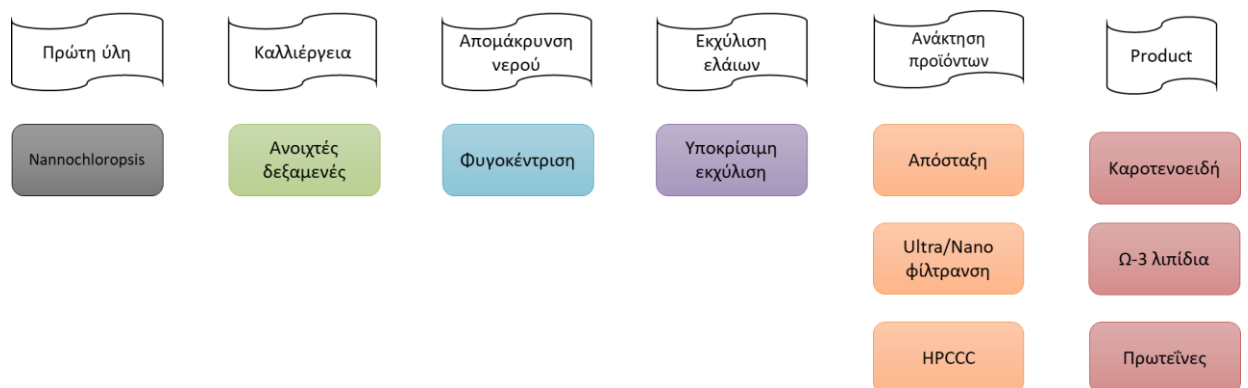 Πρώτη ύλη
Καλλιέργεια
Απομάκρυνση
νερού
Εκχύλιση
ελάιων
Ανάκτηση
προϊόντων
Product
Nannochloropsis
Ανοιχτές
δεξαμενές
Φυγοκέντριση
Υποκρίσιμη
εκχύλιση
Απόσταξη
Καροτενοειδή
Ultra/Nano
φίλτρανση
Ω-3 λιπίδια
HPCCC
Πρωτεΐνες